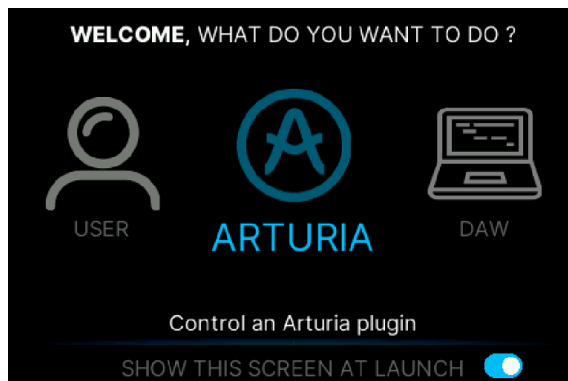 WELCOME, WHAT DO YOU WANT TO DO ?
USER
ARTURIA
DAW
Control an Arturia plugin
SHOW THIS SCREEN AT LAUNCH